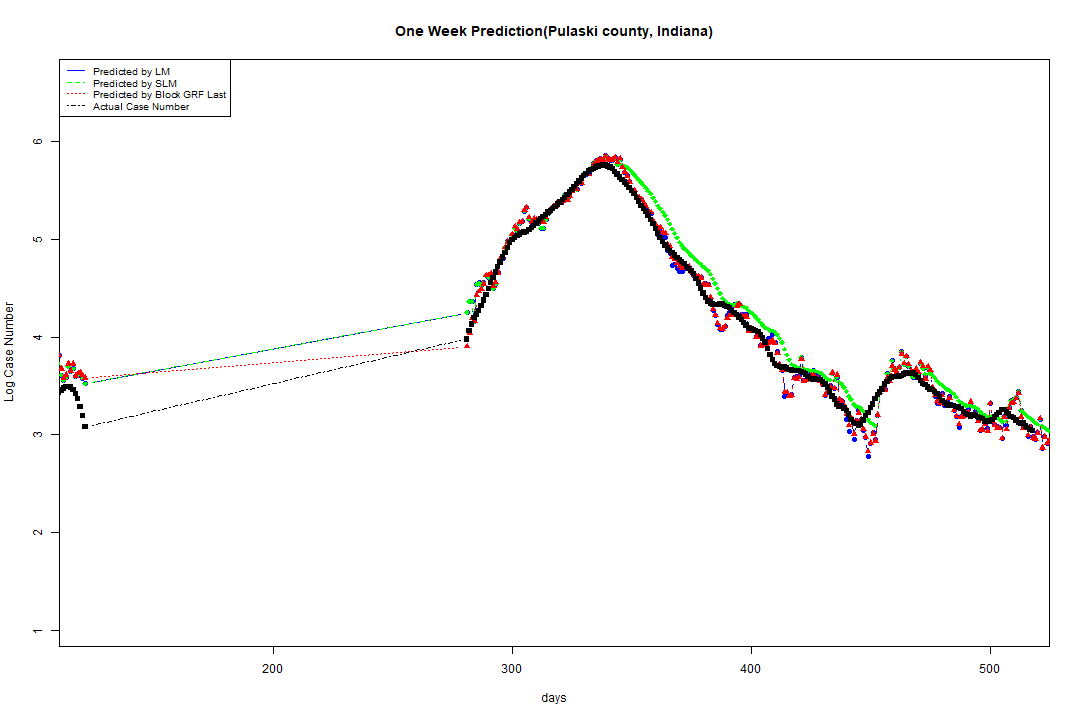 One Week Prediction(Pulaski county, Indiana)
Predicted by LM
Predicted by SLM
Predicted by Block GRF Last
Actual Case Number
6
5
4
3
2
1
Log Case Number
200 300 400 500
days